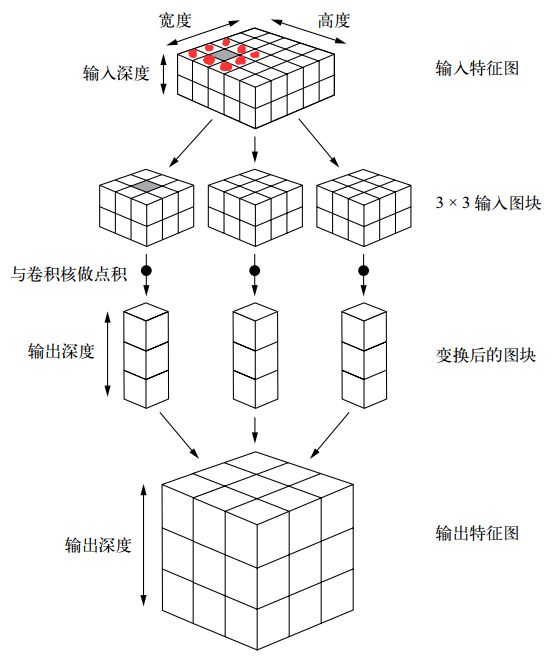 宽度
高度
输入深度
输入特征图
3 × 3 输入图块
与卷积核做点积
输出深度
变换后的图块
输出深度
输出特征图